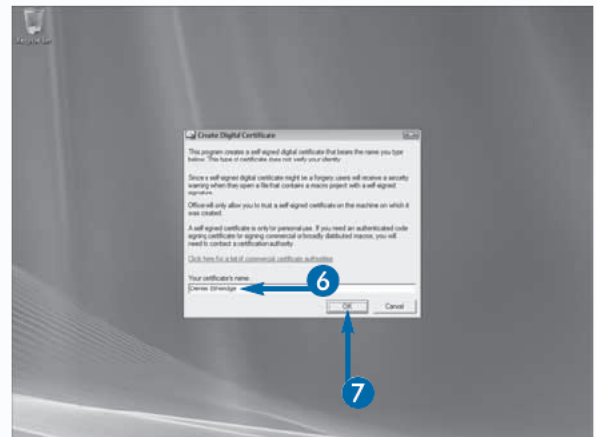 Recycle Bin
Create Digital Certificate
This program creates a self-signed digital certificate that bears the name you type
below. This type of certificate does not verify your identity.
Since a self-signed digital certificate might be a forgery, users will receive a security
warning when they open a file that contains a macro project with a self-signed
signature.
Office will only allow you to trust a self-signed certificate on the machine on which it
was created.
A self-signed certificate is only for personal use. If you need an authenticated code
signing certificate for signing commercial or broadly distributed macros, you will
need to contact a certification authority.
Click here for a list of commercial certificate authorities
Your certificate's name:
Denise Etheridge
6
OK
Cancel
7